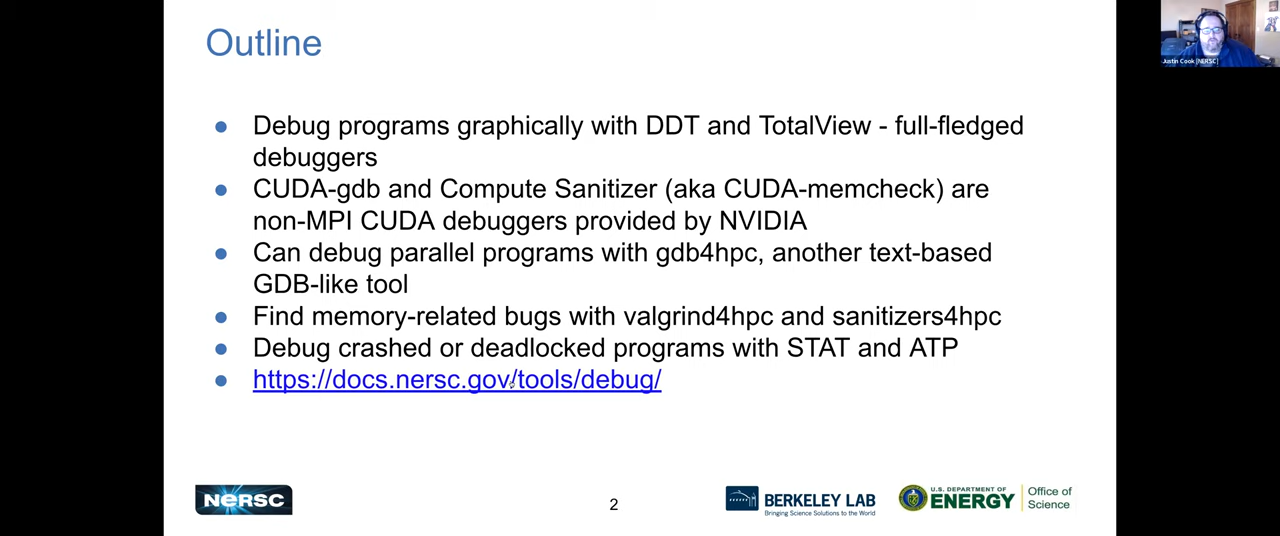 Outline
Justin Cook [NERSC]
● Debug programs graphically with DDT and TotalView - full-fledged
debuggers
● CUDA-gdb and Compute Sanitizer (aka CUDA-memcheck) are
non-MPI CUDA debuggers provided by NVIDIA
● Can debug parallel programs with gdb4hpc, another text-based
GDB-like tool
● Find memory-related bugs with valgrind4hpc and sanitizers4hpc
● Debug crashed or deadlocked programs with STAT and ATP
● https://docs.nersc.gov/tools/debug/
NERSC
2
BERKELEY LAB
Bringing Science Solutions to the World
U.S. DEPARTMENT OF
ENERGY
Office of
Science